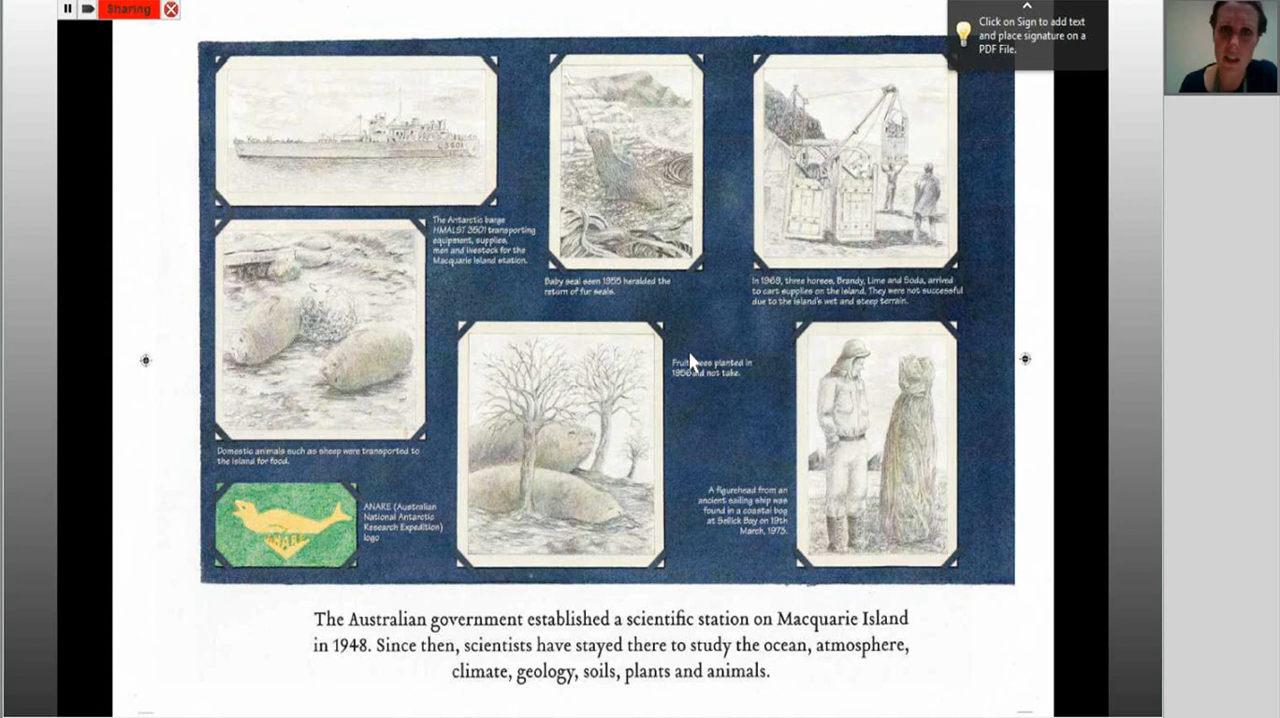 Sharing
Click on Sign to add text
and place signature on a
PDF File.
The Antarctic barge
HMALST 3501 transporting
equipment, supplies,
men and livestock for the
Macquarie Island station.
Baby seal seen 1955 heralded the
return of fur seals.
In 1969, three horses, Brandy, Lime and Soda, arrived
to cart supplies on the island. They were not successful
due to the island's wet and steep terrain.
planted in
not take.
Domestic animals such as sheep were transported to
the island for food.
ANARE (Australian
National Antarctic
Research Expedition)
logo
ANARE
A figurehead from an
ancient sailing ship was
found in a coastal bog
at Sellick Bay on 19th
March, 1973.
The Australian government established a scientific station on Macquarie Island
in 1948. Since then, scientists have stayed there to study the ocean, atmosphere,
climate, geology, soils, plants and animals.